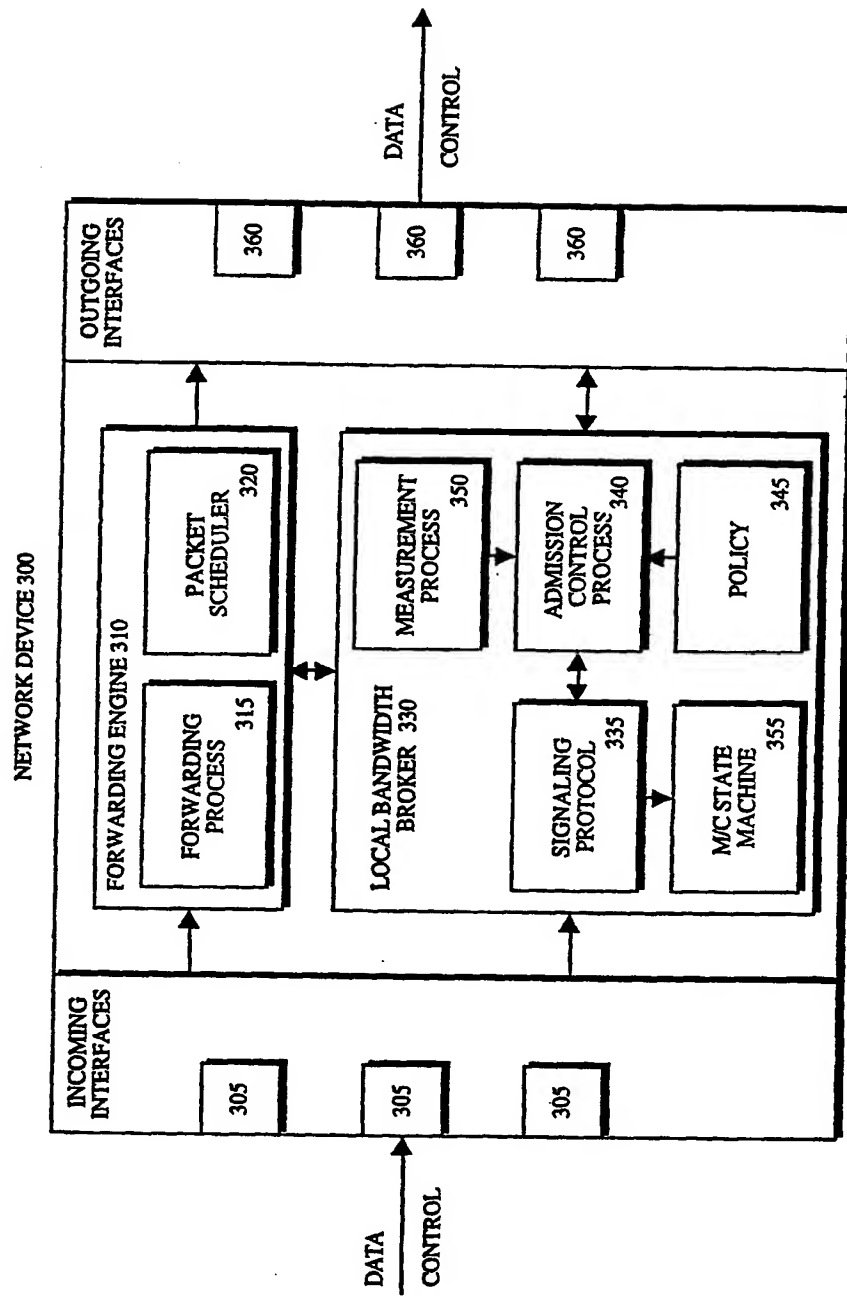 NETWORK DEVICE 300
INCOMING
INTERFACES
305
305
305
DATA
CONTROL
FORWARDING ENGINE 310
FORWARDING
PROCESS
315
PACKET
SCHEDULER
320
LOCAL BANDWIDTH
BROKER 330
MEASUREMENT
PROCESS
350
SIGNALING
PROTOCOL
335
ADMISSION
CONTROL
PROCESS
340
M/C STATE
MACHINE
355
POLICY
345
OUTGOING
INTERFACES
360
360
360
DATA
CONTROL